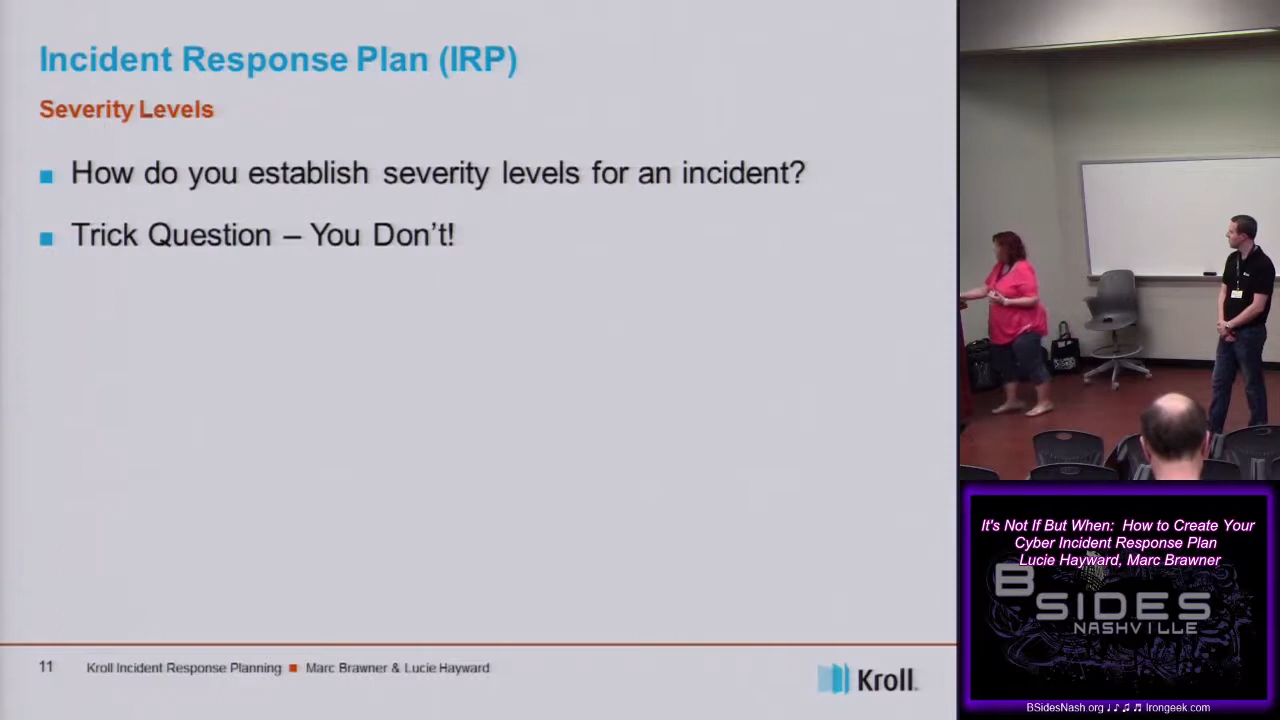 Incident Response Plan (IRP)
Severity Levels
How do you establish severity levels for an incident?
Trick Question – You Don't!
11
Kroll Incident Response Planning ■ Marc Brawner & Lucie Hayward
Kroll
It's Not If But When: How to Create Your
Cyber Incident Response Plan
Lucie Hayward, Marc Brawner
BSIDES
NASHVILLE
BSidesNash.org ♩ ♪ ♫ ♬ Irongeek.com